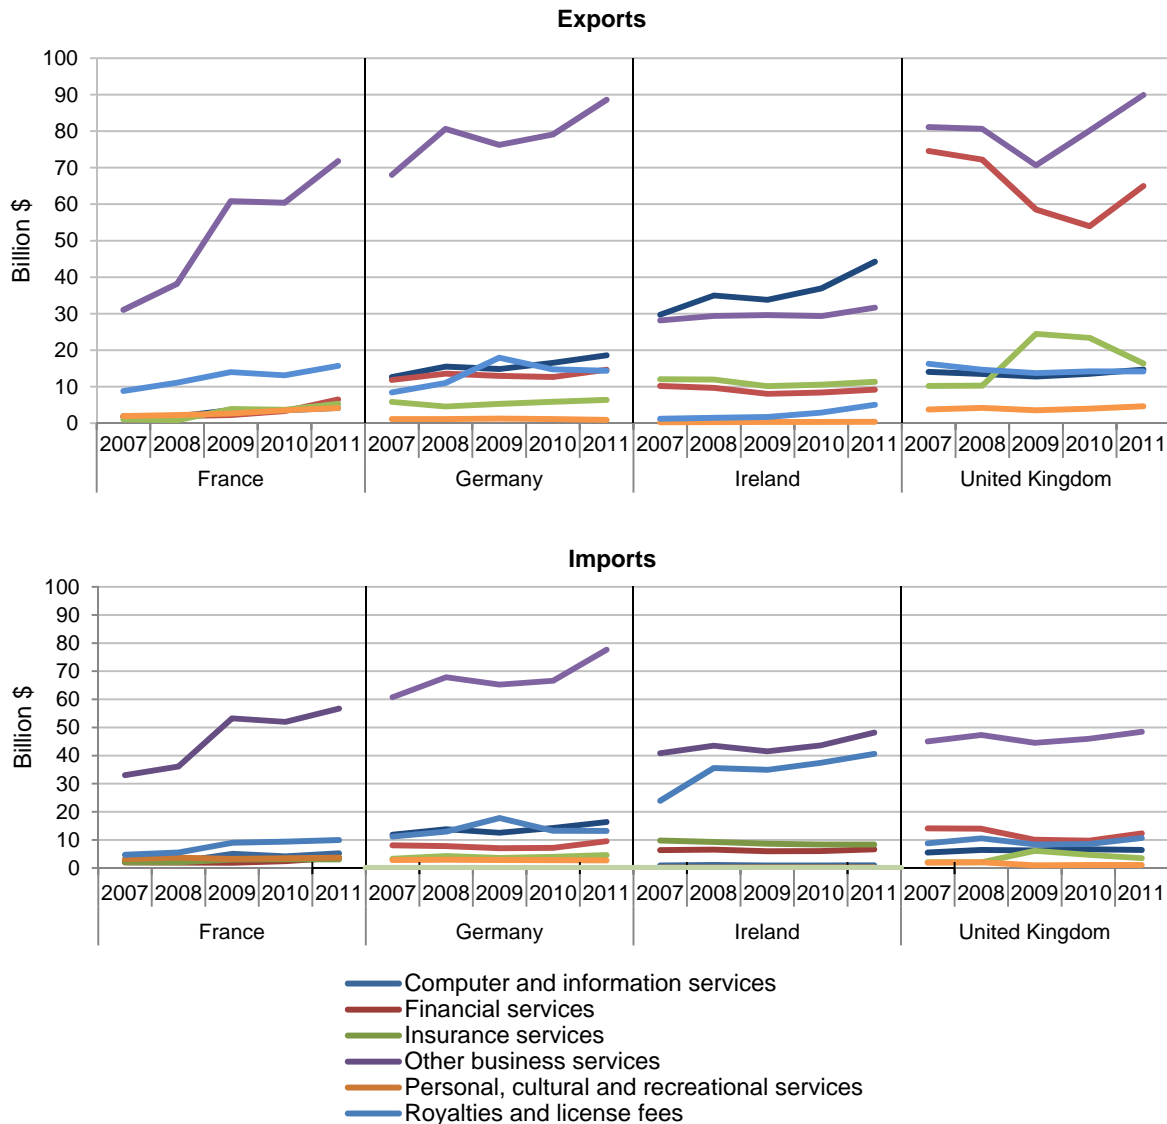 Exports
Billion $
100
90
80
70
60
50
40
30
20
10
0
2007 2008 2009 2010 2011 2007 2008 2009 2010 2011 2007 2008 2009 2010 2011 2007 2008 2009 2010 2011
France Germany Ireland United Kingdom
Imports
Billion $
100
90
80
70
60
50
40
30
20
10
0
2007 2008 2009 2010 2011 2007 2008 2009 2010 2011 2007 2008 2009 2010 2011 2007 2008 2009 2010 2011
France Germany Ireland United Kingdom
Computer and information services
Financial services
Insurance services
Other business services
Personal, cultural and recreational services
Royalties and license fees